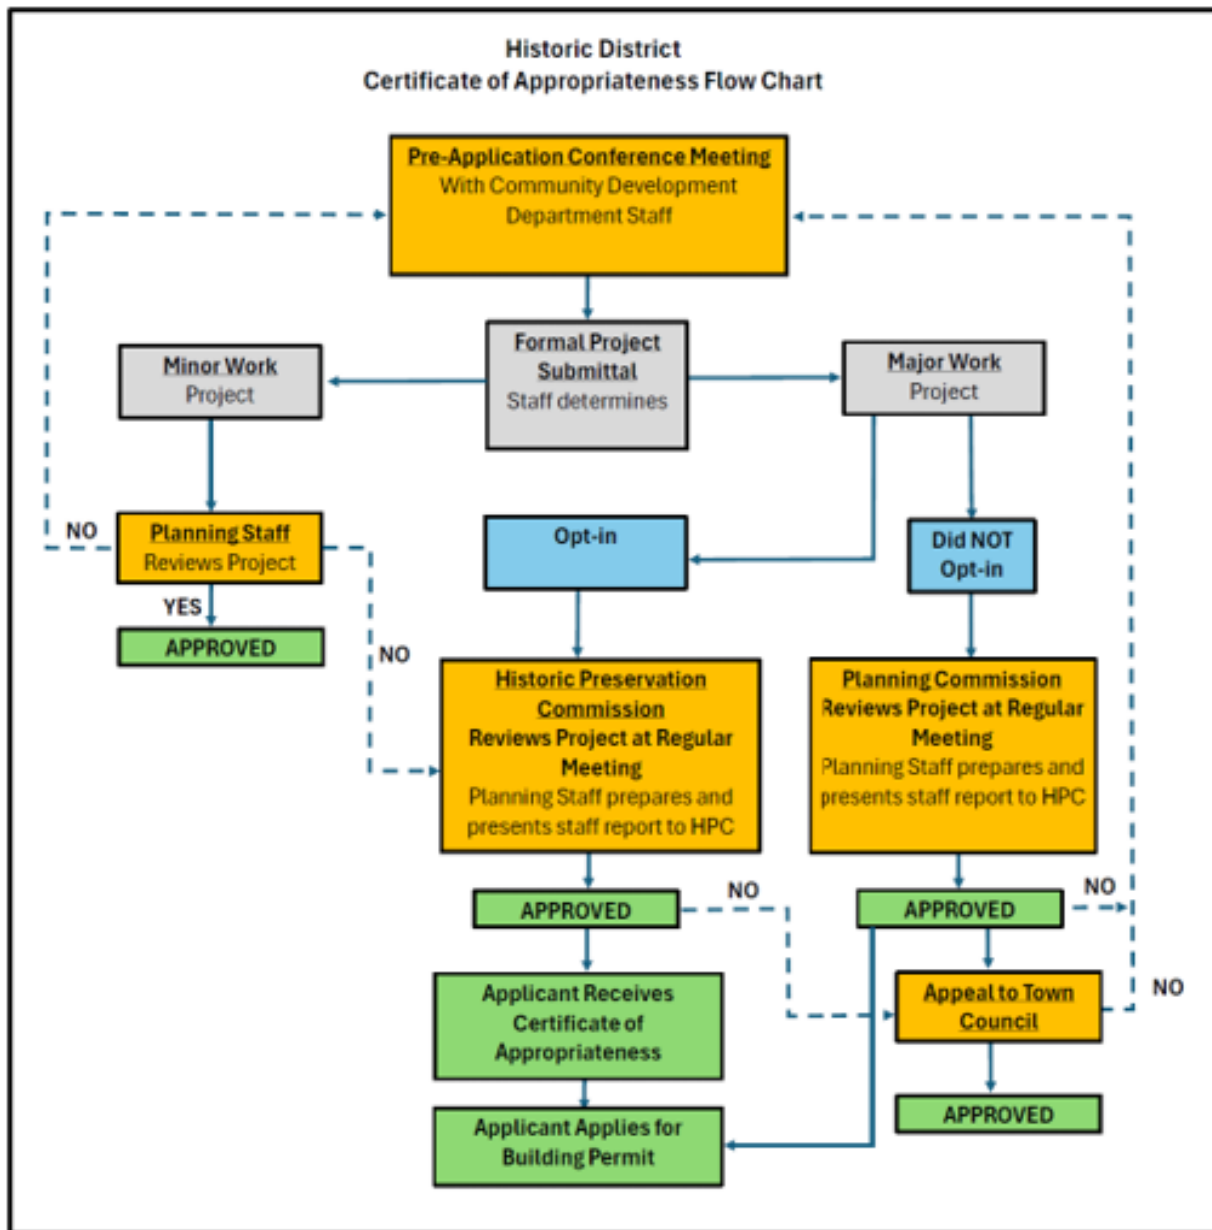 Historic District
Certificate of Appropriateness Flow Chart
Pre-Application Conference Meeting
With Community Development
Department Staff
Formal Project
Submittal
Staff determines
Minor Work
Project
Major Work
Project
NO
Planning Staff
Reviews Project
YES
APPROVED
NO
Opt-in
Did NOT
Opt-in
Historic Preservation
Commission
Reviews Project at Regular
Meeting
Planning Staff prepares and
presents staff report to HPC
Planning Commission
Reviews Project at Regular
Meeting
Planning Staff prepares and
presents staff report to HPC
APPROVED
NO
APPROVED
NO
Applicant Receives
Certificate of
Appropriateness
Appeal to Town
Council
NO
APPROVED
Applicant Applies for
Building Permit